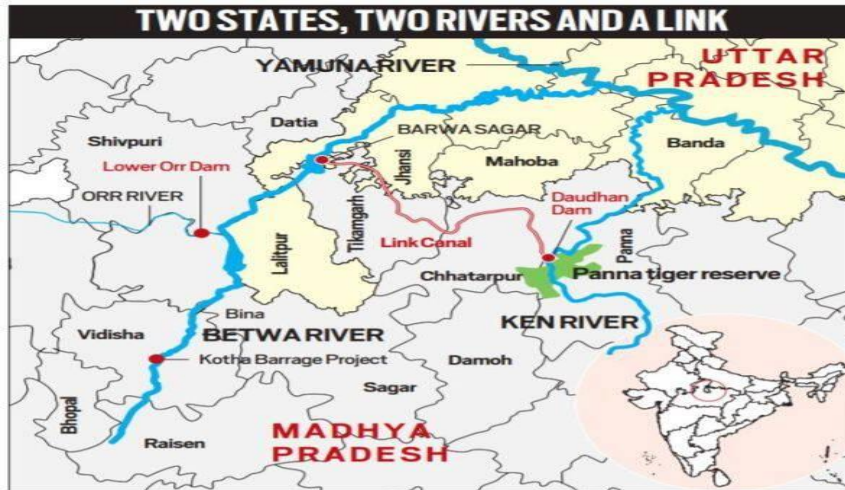 TWO STATES, TWO RIVERS AND A LINK
YAMUNA RIVER
UTTAR
PRADESH
Shivpuri
Datia
BARWA SAGAR
Banda
Lower Orr Dam
Jhansi
Mahoba
ORR RIVER
Daudhan
Dam
Tikamgarh
Link Canal
Lalitpur
Panna
Chhatarpur
Panna tiger reserve
Bina
Vidisha
BETWA RIVER
KEN RIVER
Kotha Barrage Project
Damoh
Sagar
Bhopal
Raisen
MADHYA
PRADESH